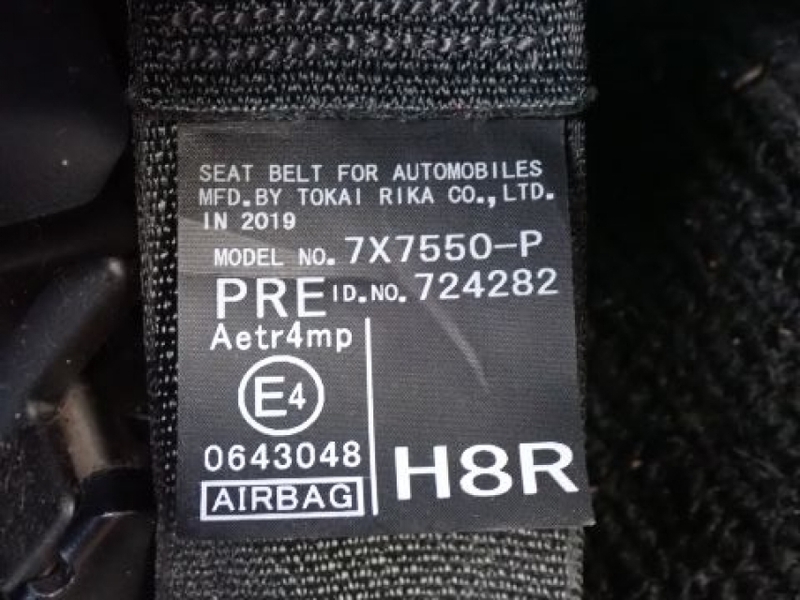 SEAT BELT FOR AUTOMOBILES
MFD.BY TOKAI RIKA CO.,LTD.
IN 2019
MODEL NO. 7X7550-P
PRE ID.NO. 724282
Aetr4mp
E4
0643048
AIRBAG
H8R